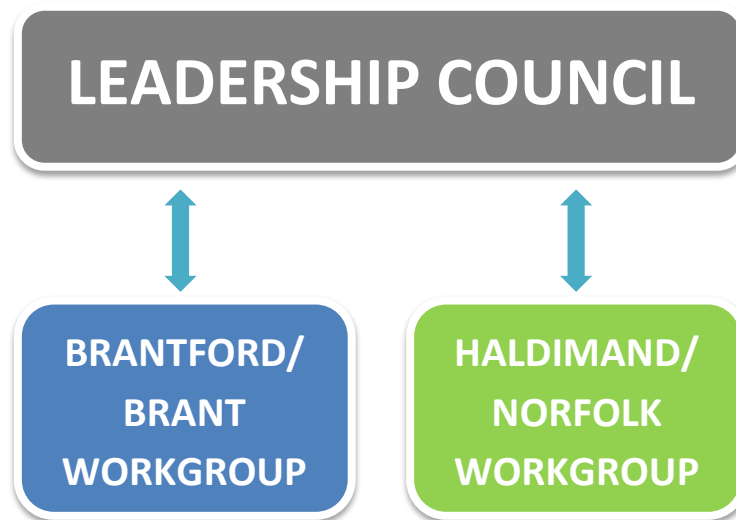 LEADERSHIP COUNCIL
BRANTFORD/
BRANT
WORKGROUP
HALDIMAND/
NORFOLK
WORKGROUP